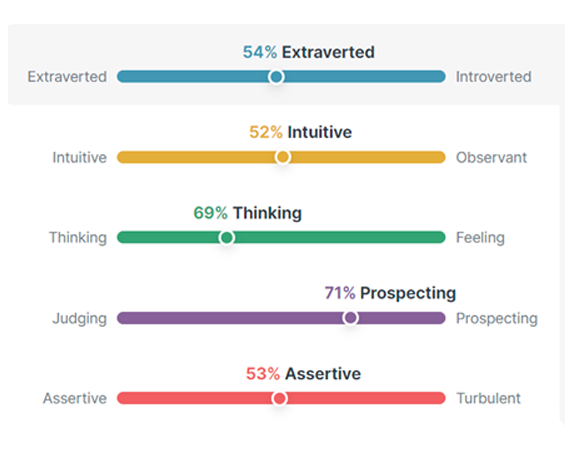 54% Extraverted
Extraverted Introverted
52% Intuitive
Intuitive Observant
69% Thinking
Thinking Feeling
71% Prospecting
Judging Prospecting
53% Assertive
Assertive Turbulent